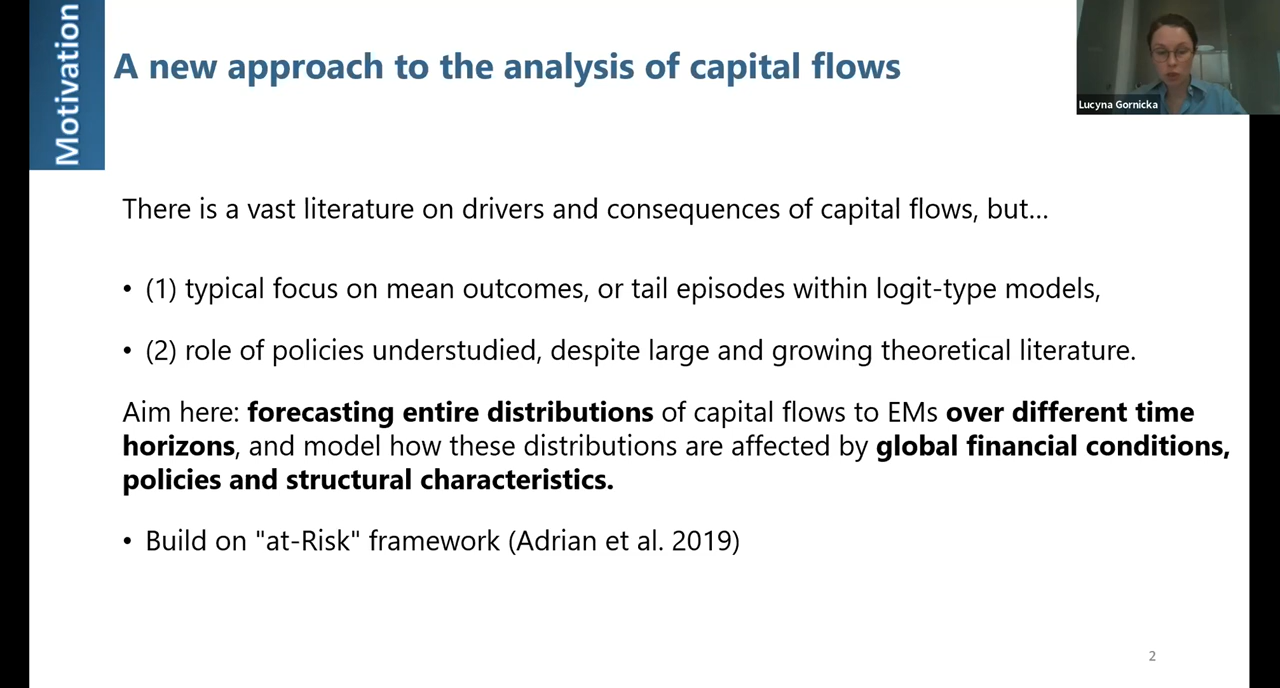 Motivation
A new approach to the analysis of capital flows
Lucyna Gornicka
There is a vast literature on drivers and consequences of capital flows, but...
• (1) typical focus on mean outcomes, or tail episodes within logit-type models,
• (2) role of policies understudied, despite large and growing theoretical literature.
Aim here: forecasting entire distributions of capital flows to EMs over different time
horizons, and model how these distributions are affected by global financial conditions,
policies and structural characteristics.
• Build on "at-Risk" framework (Adrian et al. 2019)
2